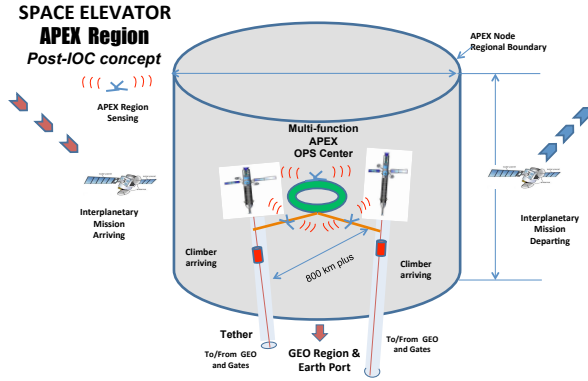 SPACE ELEVATOR
APEX Region
Post-IOC concept
APEX Node
Regional Boundary
APEX Region
Sensing
Multi-function
APEX
OPS Center
Interplanetary
Mission
Arriving
Interplanetary
Mission
Departing
Climber
arriving
Climber
arriving
800 km plus
Tether
To/From GEO
and Gates
GEO Region &
Earth Port
To/From GEO
and Gates